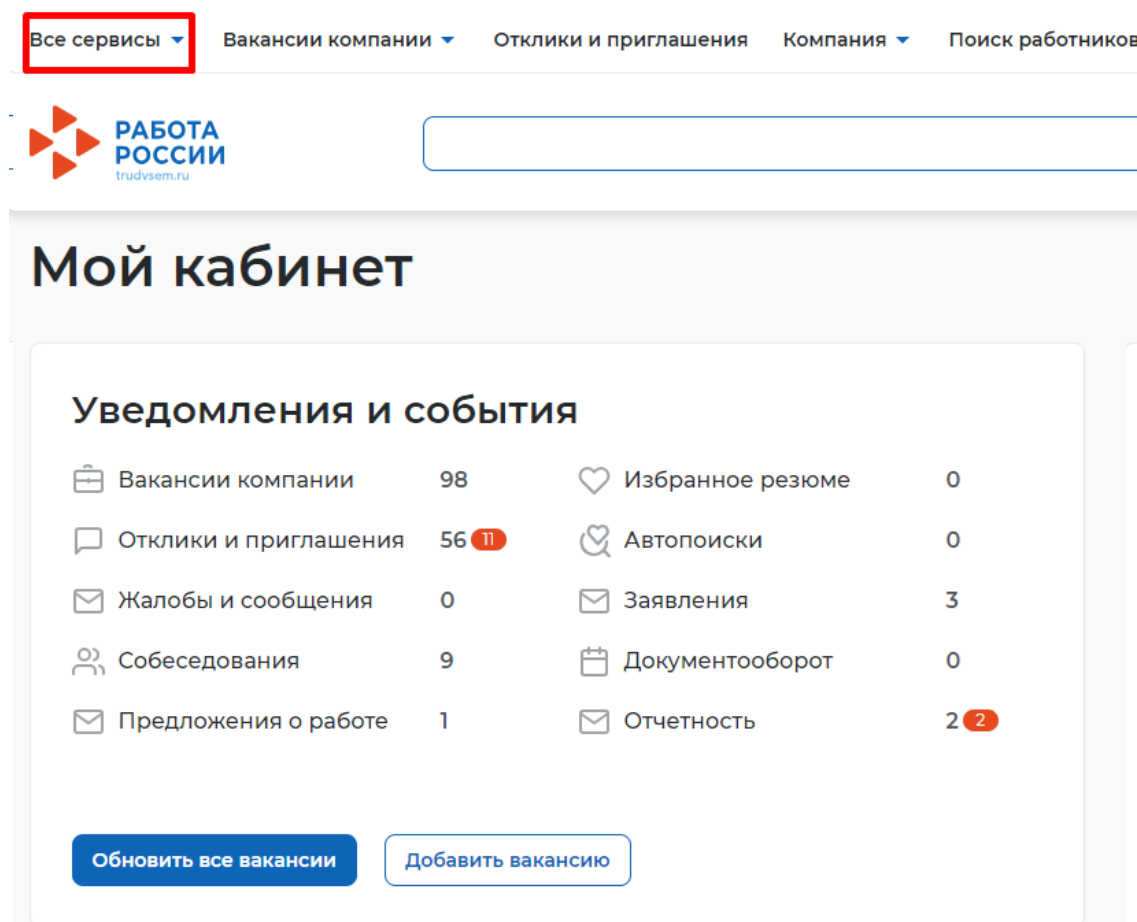 Все сервисы Вакансии компании Отклики и приглашения Компания Поиск работников
РАБОТА
РОССИИ
trudvsem.ru
Мой кабинет
Уведомления и события
Вакансии компании 98 Избранное резюме 0
Отклики и приглашения 56 11 Автопоиски 0
Жалобы и сообщения 0 Заявления 3
Собеседования 9 Документооборот 0
Предложения о работе 1 Отчетность 2 2
Обновить все вакансии Добавить вакансию